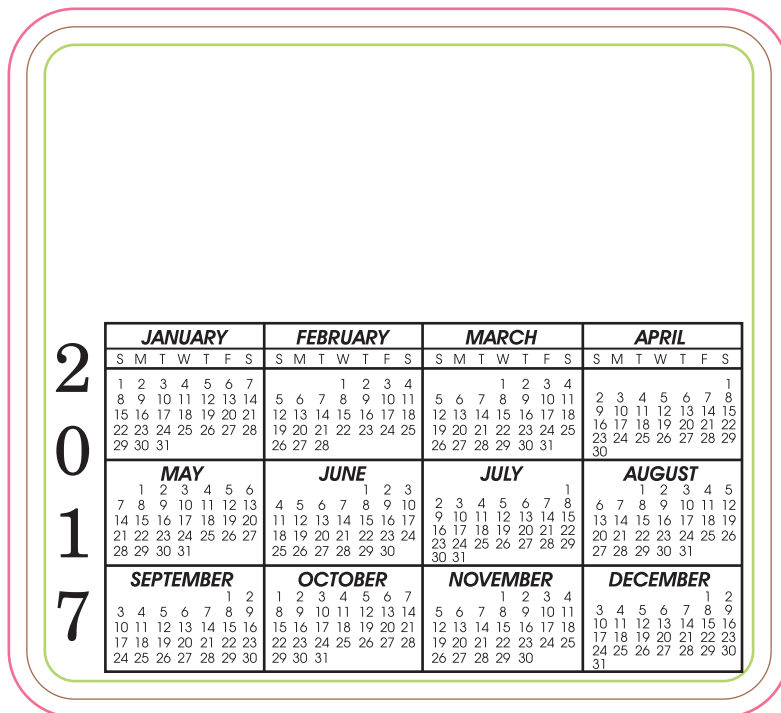 2017
JANUARY FEBRUARY MARCH APRIL
S M T W T F S S M T W T F S S M T W T F S S M T W T F S
1 2 3 4 5 6 7 1 2 3 4 1 2 3 4 1
8 9 10 11 12 13 14 5 6 7 8 9 10 11 5 6 7 8 9 10 11 2 3 4 5 6 7 8
15 16 17 18 19 20 21 12 13 14 15 16 17 18 12 13 14 15 16 17 18 9 10 11 12 13 14 15
22 23 24 25 26 27 28 19 20 21 22 23 24 25 19 20 21 22 23 24 25 16 17 18 19 20 21 22
29 30 31 26 27 28 26 27 28 29 30 31 23 24 25 26 27 28 29
30
MAY JUNE JULY AUGUST
1 2 3 4 5 6 1 2 3 1 1 2 3 4 5
7 8 9 10 11 12 13 4 5 6 7 8 9 10 2 3 4 5 6 7 8 6 7 8 9 10 11 12
14 15 16 17 18 19 20 11 12 13 14 15 16 17 9 10 11 12 13 14 15 13 14 15 16 17 18 19
21 22 23 24 25 26 27 18 19 20 21 22 23 24 16 17 18 19 20 21 22 20 21 22 23 24 25 26
28 29 30 31 25 26 27 28 29 30 23 24 25 26 27 28 29 27 28 29 30 31
30 31
SEPTEMBER OCTOBER NOVEMBER DECEMBER
1 2 1 2 3 4 5 6 7 1 2 3 4 1 2
3 4 5 6 7 8 9 8 9 10 11 12 13 14 5 6 7 8 9 10 11 3 4 5 6 7 8 9
10 11 12 13 14 15 16 15 16 17 18 19 20 21 12 13 14 15 16 17 18 10 11 12 13 14 15 16
17 18 19 20 21 22 23 22 23 24 25 26 27 28 19 20 21 22 23 24 25 17 18 19 20 21 22 23
24 25 26 27 28 29 30 29 30 31 26 27 28 29 30 24 25 26 27 28 29 30
31